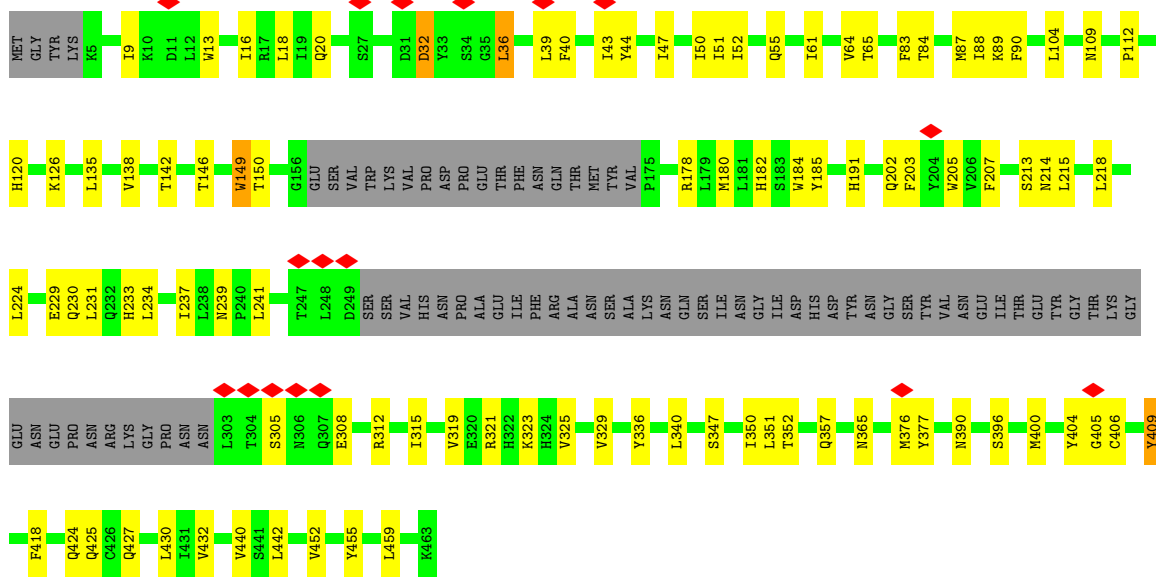 MET GLY TYR LYS K5 I9 K10 D11 L12 W13 I16 R17 L18 I19 Q20 S27 D31 D32 Y33 S34 G35 L36 L39 F40 I43 Y44 I47 I50 I51 I52 Q55 I61 V64 T65 F83 T84 M87 I88 K89 F90 L104 N109 P112
H120 K126 L135 V138 T142 T146 W149 T150 G156 GLU SER VAL TRP LYS VAL PRO ASP PRO GLU THR PHE ASN GLN THR MET TYR VAL P175 R178 L179 M180 L181 H182 S183 W184 Y185 H191 Q202 F203 Y204 W205 V206 F207 S213 N214 L215 L218
L224 E229 Q230 L231 Q232 H233 L234 I237 L238 N239 P240 L241 T247 L248 D249 SER SER VAL HIS ASN PRO ALA GLU ILE PHE ARG ALA ASN SER ALA LYS ASN GLN SER ILE ASN GLY ILE ASP HIS ASP TYR ASN GLY SER TYR VAL ASN GLU ILE THR GLU TYR GLY THR LYS GLY
GLU ASN GLU PRO ASN ARG LYS GLY PRO ASN ASN L303 T304 S305 N306 Q307 E308 R312 I315 V319 E320 R321 H322 K323 H324 V325 V329 Y336 L340 S347 I350 L351 T352 Q357 N365 M376 Y377 N390 S396 M400 Y404 G405 C406 Y409
F418 Q424 Q425 C426 Q427 L430 I431 V432 V440 S441 L442 V452 Y455 L459 K463